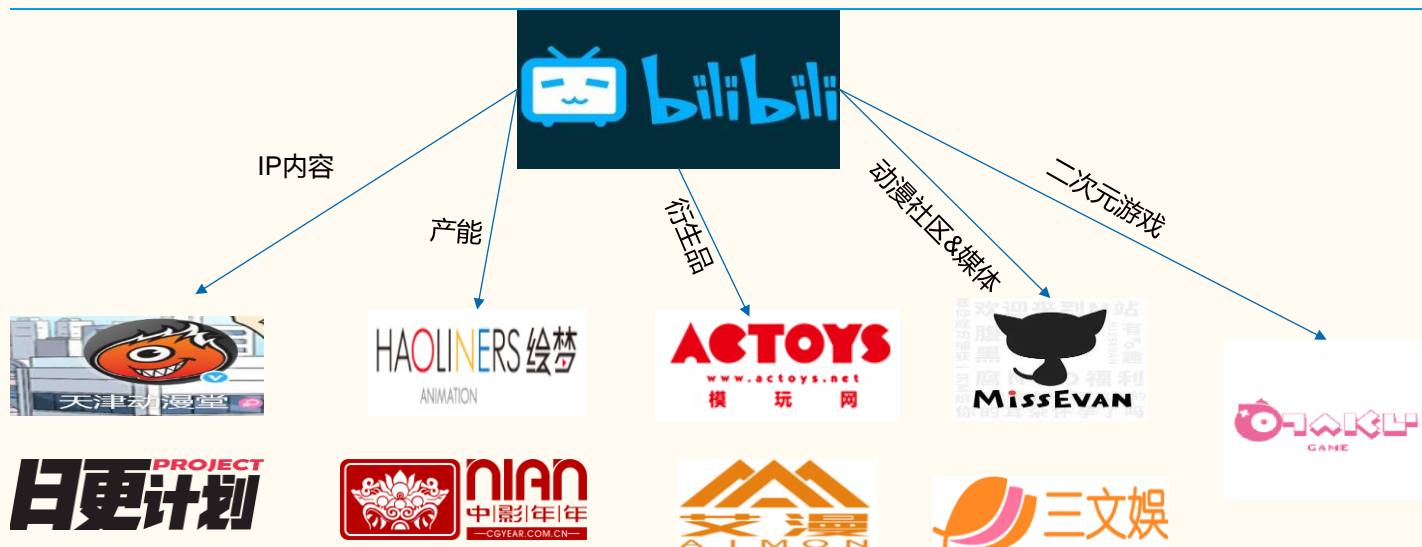 bilibili
IP内容
产能
衍生品
动漫社区&媒体
二次元游戏
天津动漫堂
HAOLINERS 绘梦
ANIMATION
ACTOYS
www.actoys.net
模玩网
欢迎来到M站
MISSEVAN
OTAKU
GAME
日更计划
PROJECT
NIAN
中影年年
CGYEAR.COM.CN
艾漫
AIMON
三文娱